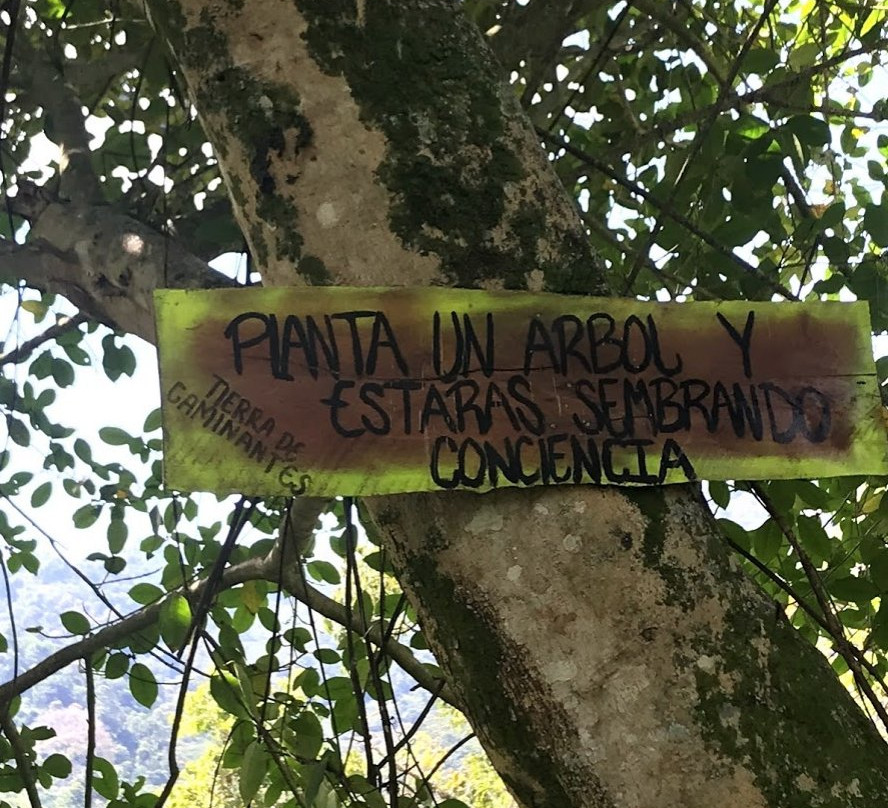 PLANTA UN ARBOL Y
ESTARAS SEMBRANDO
CONCIENCIA
TIERRA DE
CAMINANTES